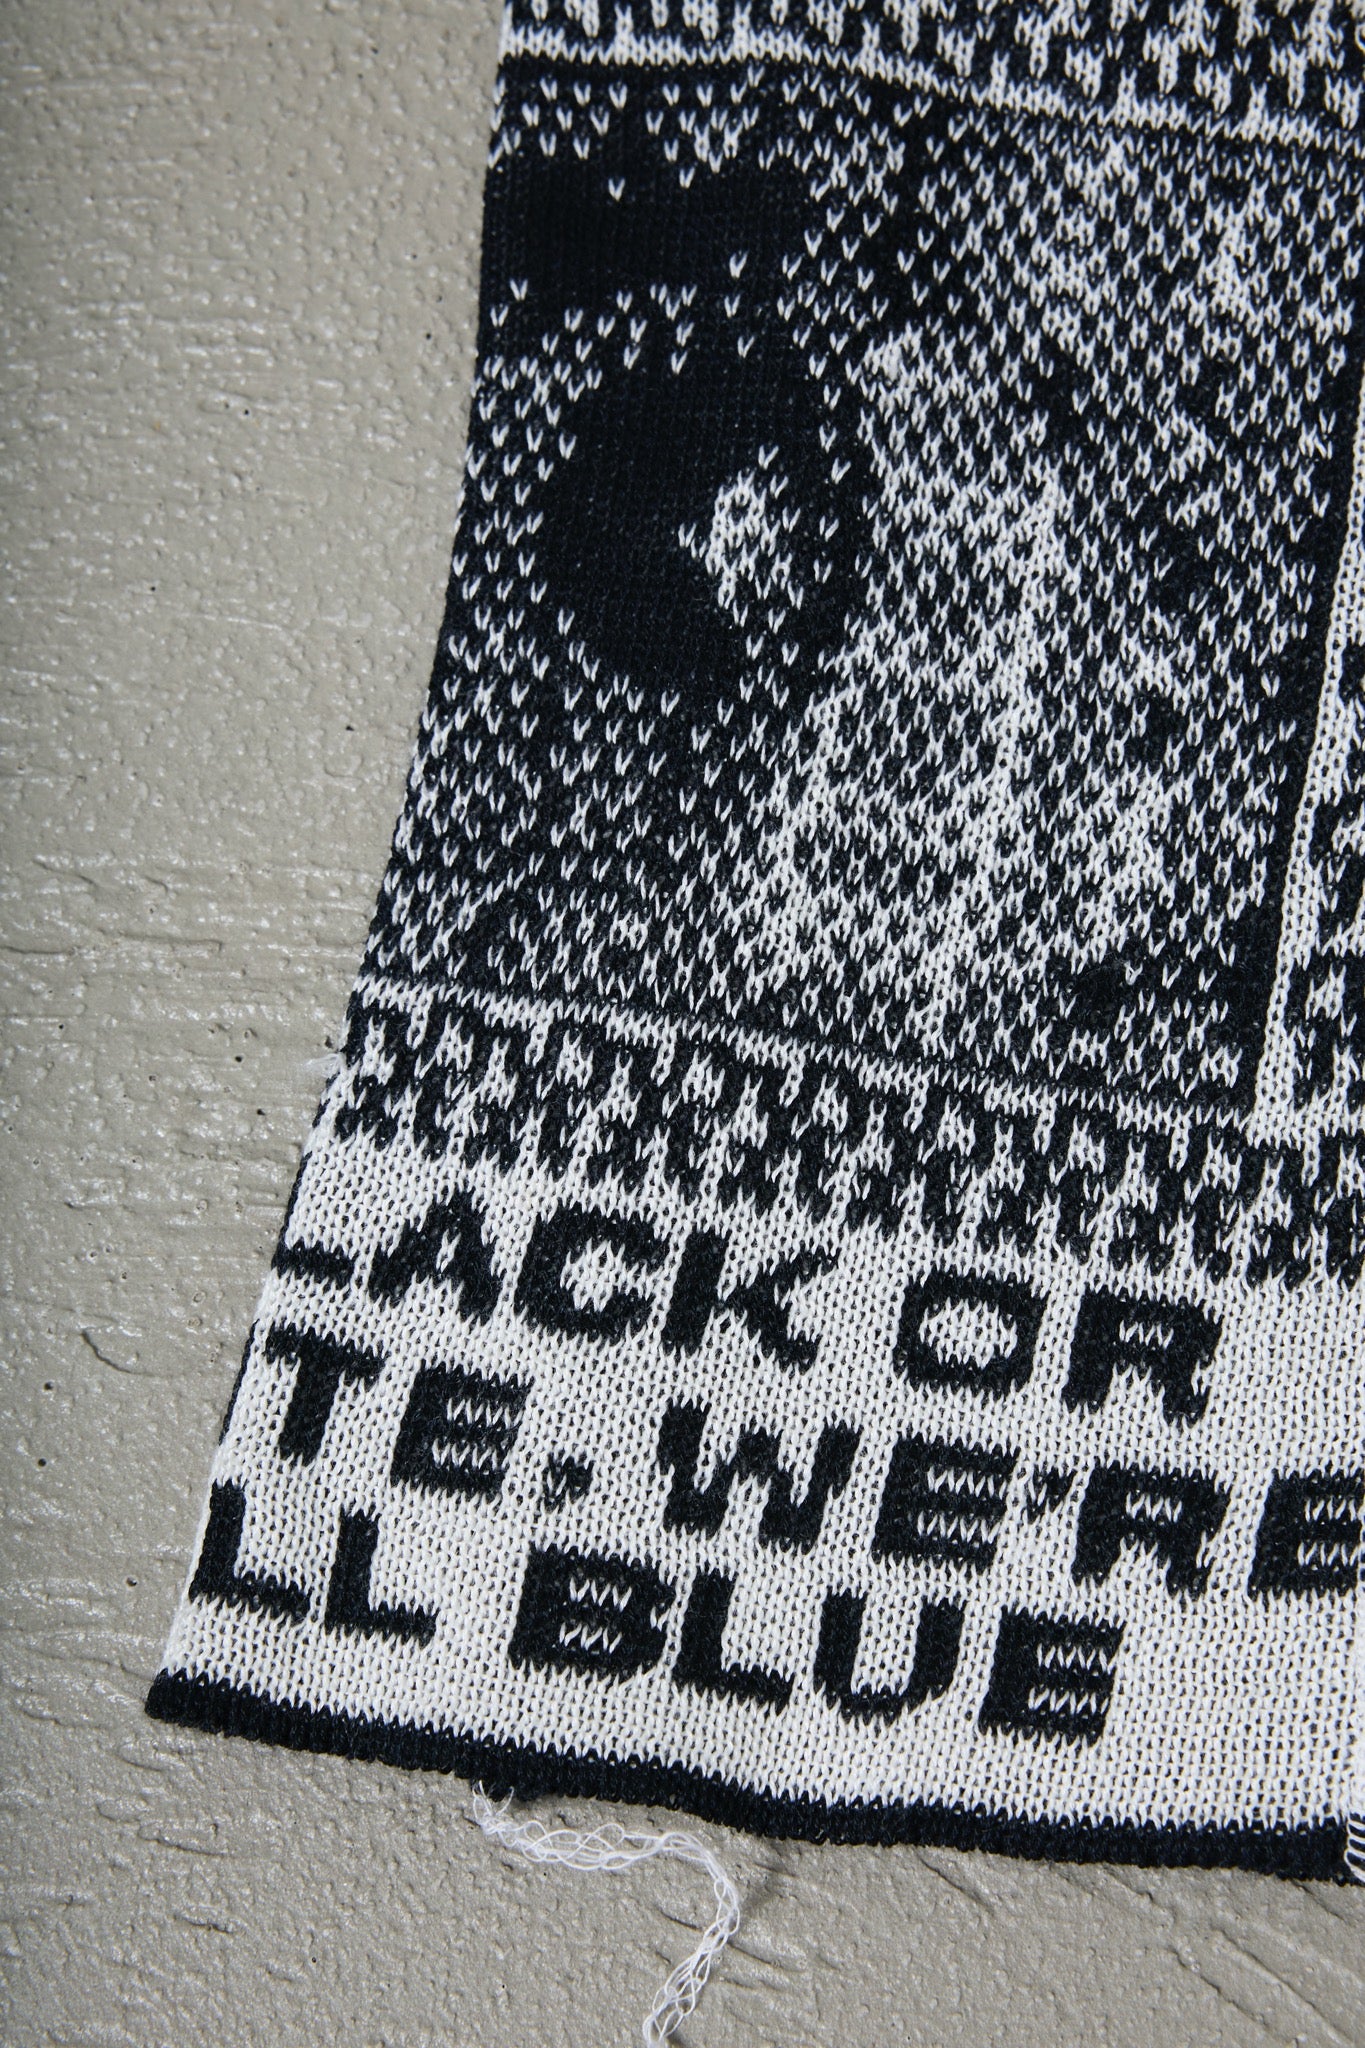 LACK OR
TE, WE'RE
LL BLUE